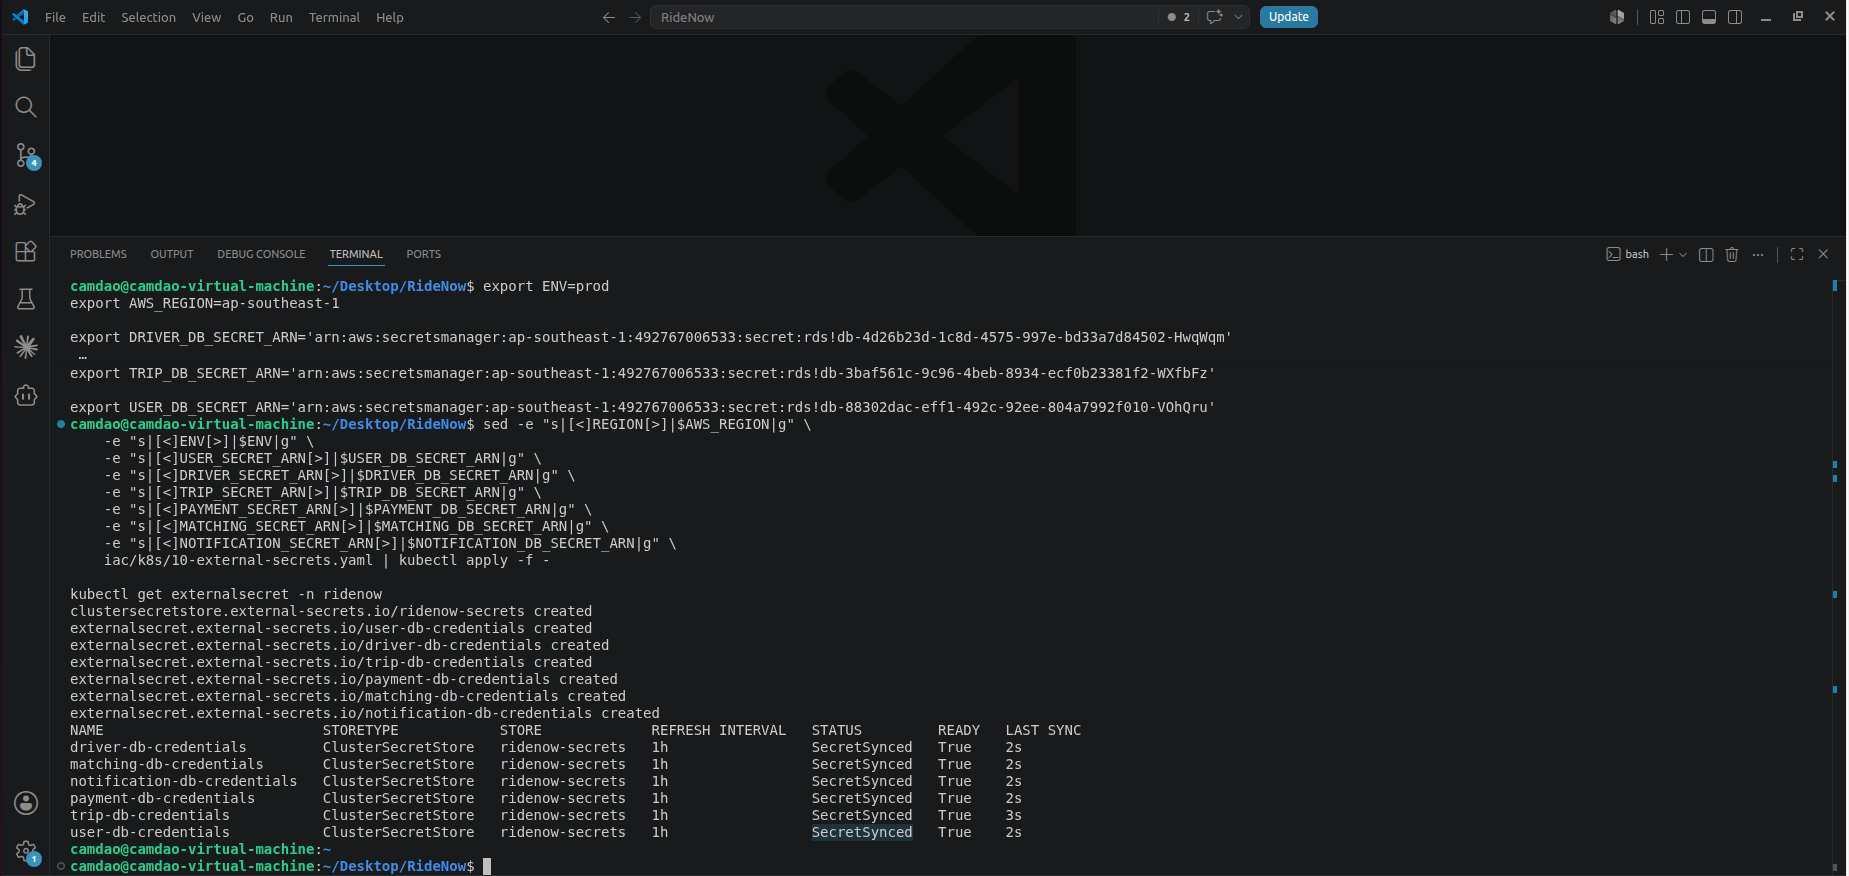 File Edit Selection View Go Run Terminal Help
RideNow
2
Update
4
PROBLEMS OUTPUT DEBUG CONSOLE TERMINAL PORTS
bash
camdao@camdao-virtual-machine:~/Desktop/RideNow$ export ENV=prod
export AWS_REGION=ap-southeast-1
export DRIVER_DB_SECRET_ARN='arn:aws:secretsmanager:ap-southeast-1:492767006533:secret:rds!db-4d26b23d-1c8d-4575-997e-bd33a7d84502-HwqWqm'
…
export TRIP_DB_SECRET_ARN='arn:aws:secretsmanager:ap-southeast-1:492767006533:secret:rds!db-3baf561c-9c96-4beb-8934-ecf0b23381f2-WXfbFz'
export USER_DB_SECRET_ARN='arn:aws:secretsmanager:ap-southeast-1:492767006533:secret:rds!db-88302dac-eff1-492c-92ee-804a7992f010-VOhQru'
camdao@camdao-virtual-machine:~/Desktop/RideNow$ sed -e "s|[<]REGION[>]|$AWS_REGION|g" \
-e "s|[<]ENV[>]|$ENV|g" \
-e "s|[<]USER_SECRET_ARN[>]|$USER_DB_SECRET_ARN|g" \
-e "s|[<]DRIVER_SECRET_ARN[>]|$DRIVER_DB_SECRET_ARN|g" \
-e "s|[<]TRIP_SECRET_ARN[>]|$TRIP_DB_SECRET_ARN|g" \
-e "s|[<]PAYMENT_SECRET_ARN[>]|$PAYMENT_DB_SECRET_ARN|g" \
-e "s|[<]MATCHING_SECRET_ARN[>]|$MATCHING_DB_SECRET_ARN|g" \
-e "s|[<]NOTIFICATION_SECRET_ARN[>]|$NOTIFICATION_DB_SECRET_ARN|g" \
iac/k8s/10-external-secrets.yaml | kubectl apply -f -
kubectl get externalsecret -n ridenow
clustersecretstore.external-secrets.io/ridenow-secrets created
externalsecret.external-secrets.io/user-db-credentials created
externalsecret.external-secrets.io/driver-db-credentials created
externalsecret.external-secrets.io/trip-db-credentials created
externalsecret.external-secrets.io/payment-db-credentials created
externalsecret.external-secrets.io/matching-db-credentials created
externalsecret.external-secrets.io/notification-db-credentials created
NAME STORETYPE STORE REFRESH INTERVAL STATUS READY LAST SYNC
driver-db-credentials ClusterSecretStore ridenow-secrets 1h SecretSynced True 2s
matching-db-credentials ClusterSecretStore ridenow-secrets 1h SecretSynced True 2s
notification-db-credentials ClusterSecretStore ridenow-secrets 1h SecretSynced True 2s
payment-db-credentials ClusterSecretStore ridenow-secrets 1h SecretSynced True 2s
trip-db-credentials ClusterSecretStore ridenow-secrets 1h SecretSynced True 3s
user-db-credentials ClusterSecretStore ridenow-secrets 1h SecretSynced True 2s
camdao@camdao-virtual-machine:~
camdao@camdao-virtual-machine:~/Desktop/RideNow$
1